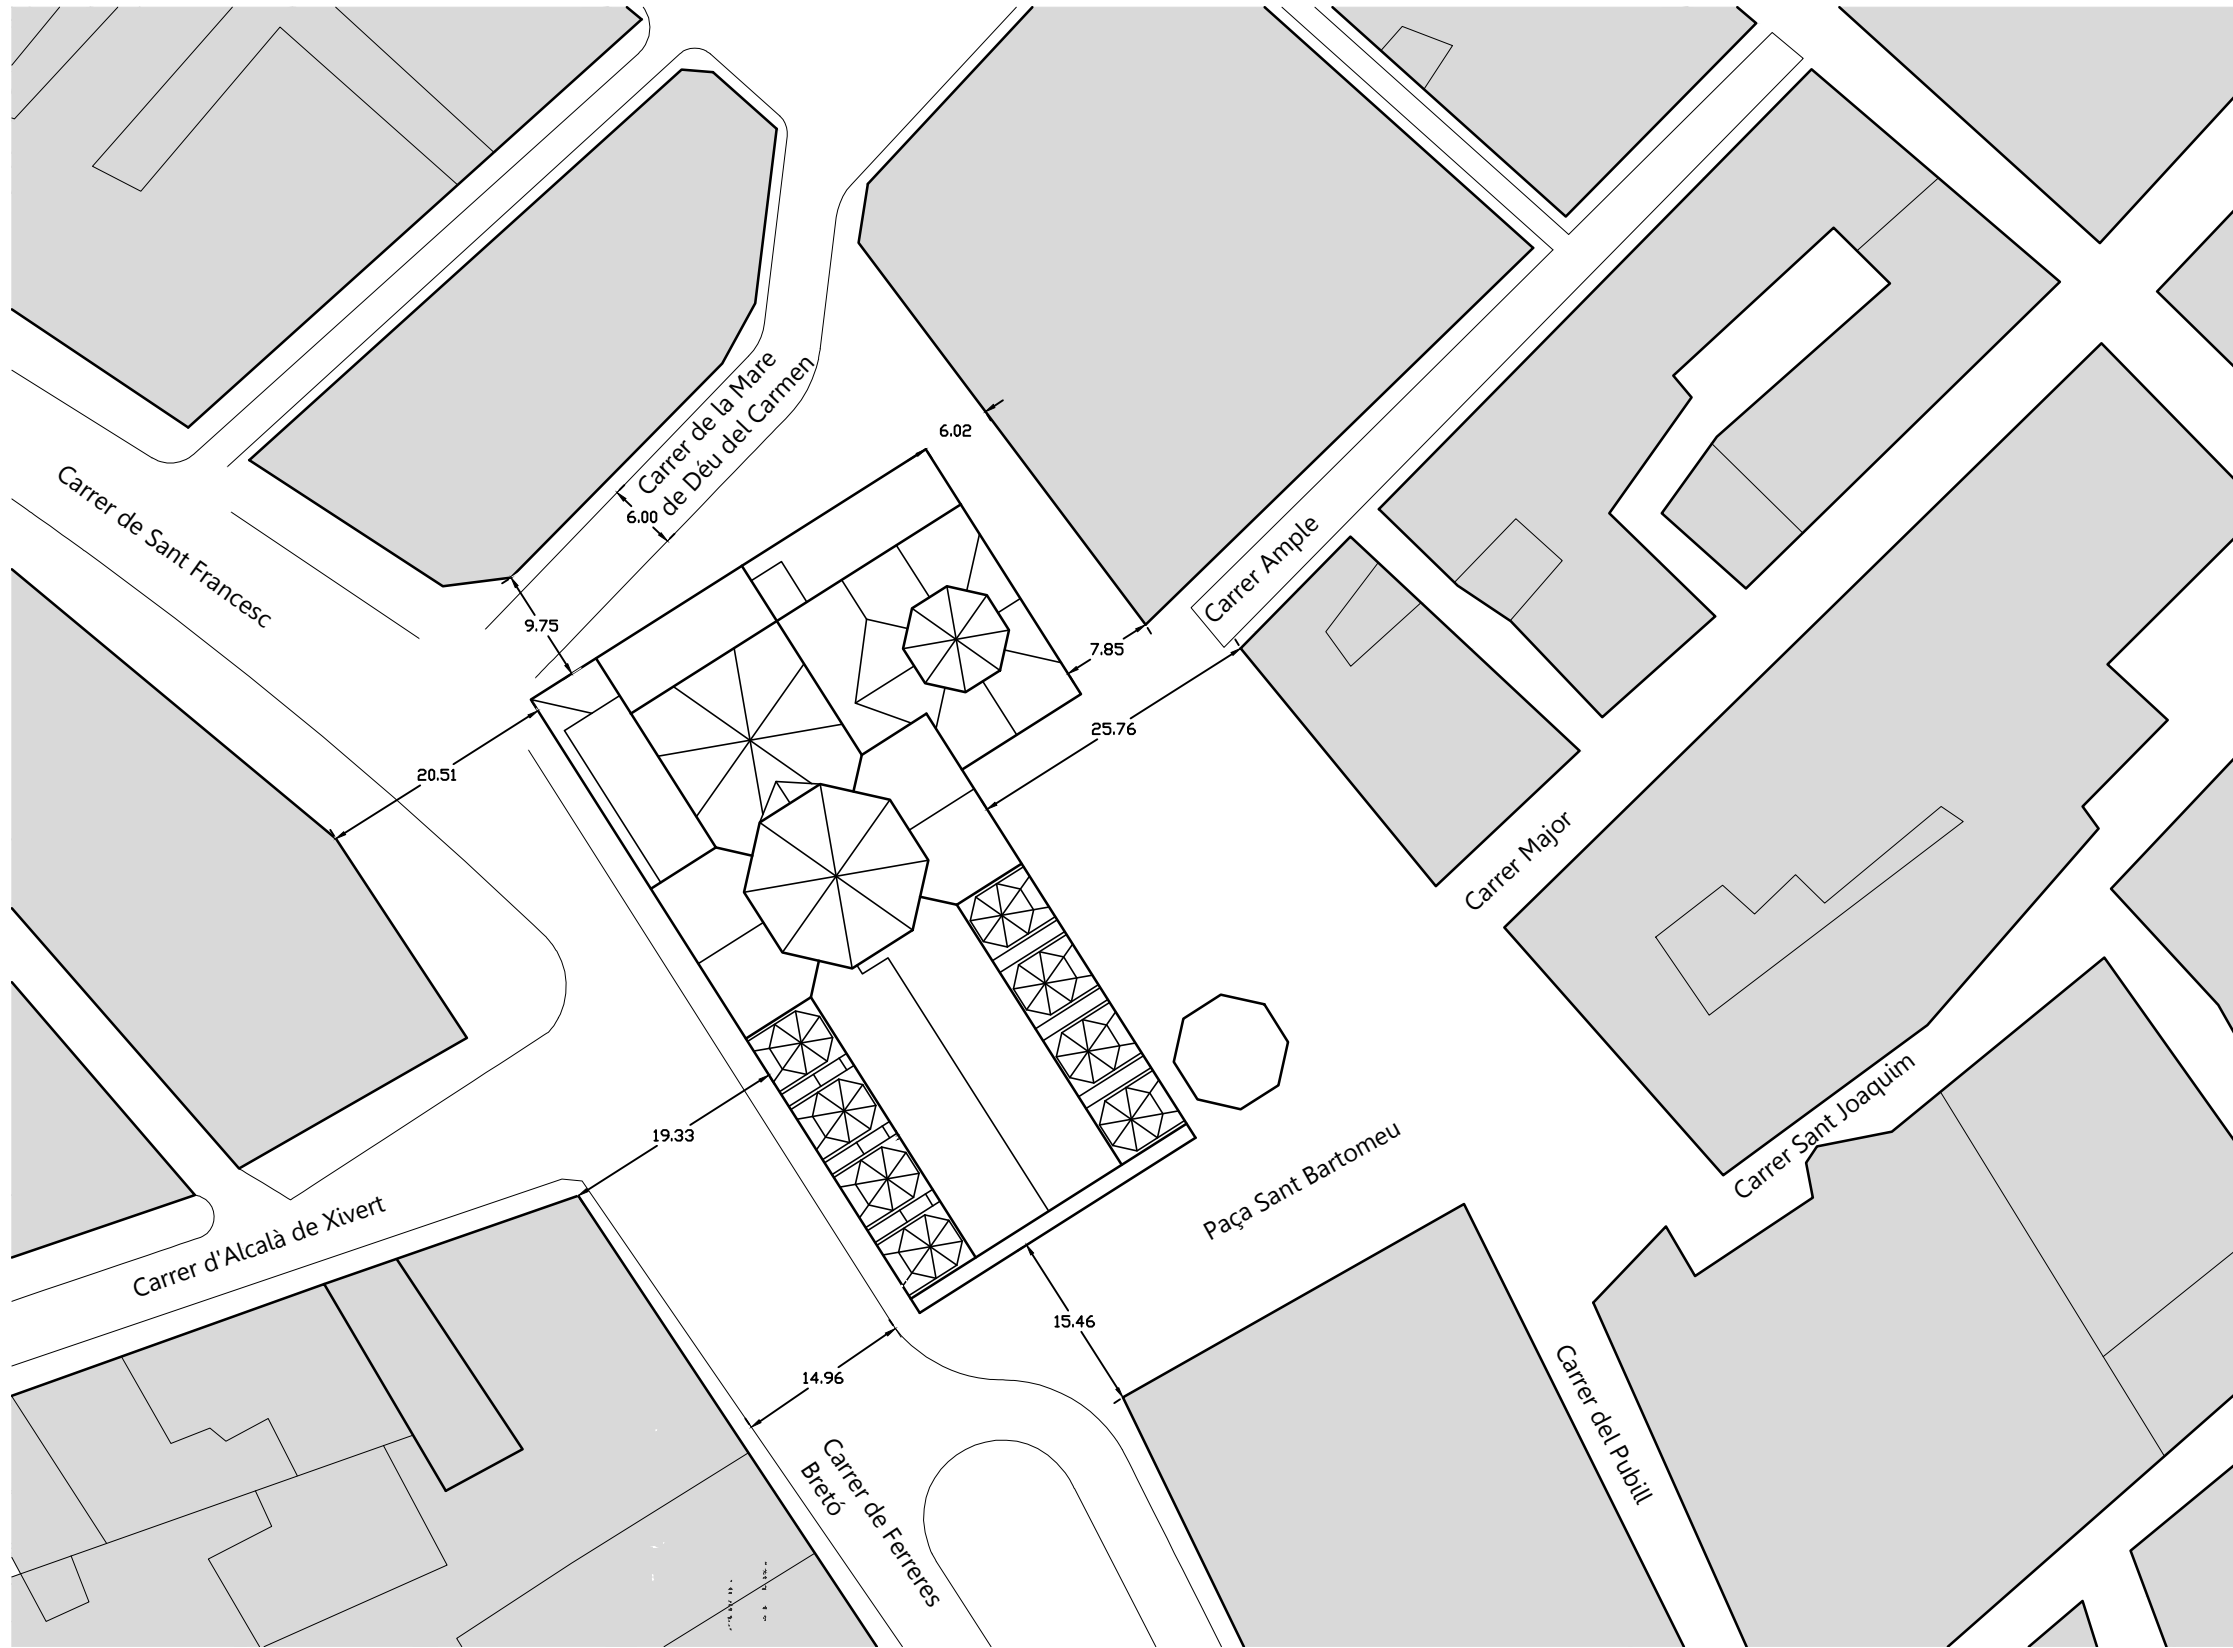 Carrer de la Mare
de Déu del Carmen
6.02
Carrer de Sant Francesc
6.00
Carrer Ample
9.75
7.85
25.76
20.51
Carrer Major
19.33
Carrer Sant Joaquim
Paça Sant Bartomeu
Carrer d'Alcalà de Xivert
15.46
14.96
Carrer del Pubill
Carrer de Ferreres
Bretó